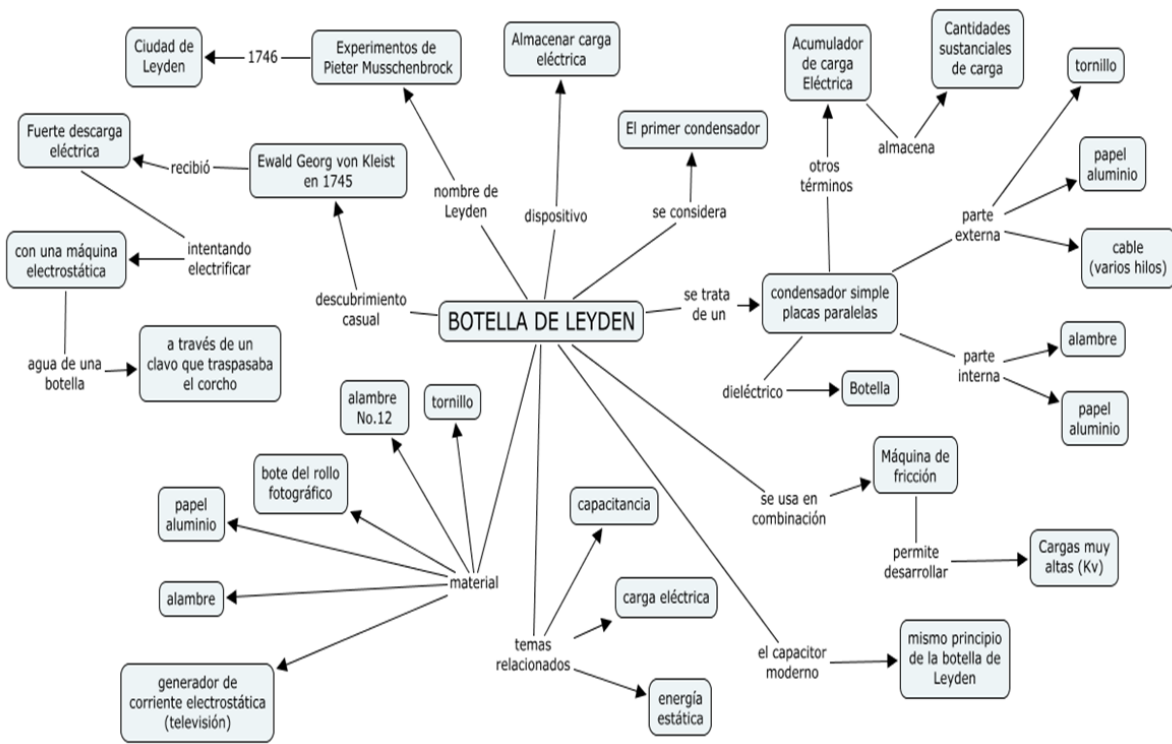 Ciudad de
Leyden
1746
Experimentos de
Pieter Musschenbrock
Almacenar carga
eléctrica
Acumulador
de carga
Eléctrica
Cantidades
sustanciales
de carga
tornillo
Fuerte descarga
eléctrica
recibió
Ewald Georg von Kleist
en 1745
El primer condensador
almacena
papel
aluminio
nombre de
Leyden
dispositivo
se considera
otros
términos
parte
externa
cable
(varios hilos)
con una máquina
electrostática
intentando
electrificar
descubrimiento
casual
BOTELLA DE LEYDEN
se trata
de un
condensador simple
placas paralelas
agua de una
botella
a través de un
clavo que traspasaba
el corcho
dieléctrico
Botella
parte
interna
alambre
papel
aluminio
alambre
No.12
tornillo
bote del rollo
fotográfico
papel
aluminio
alambre
generador de
corriente electrostática
(televisión)
material
capacitancia
carga eléctrica
temas
relacionados
energía
estática
se usa en
combinación
Máquina de
fricción
permite
desarrollar
Cargas muy
altas (Kv)
el capacitor
moderno
mismo principio
de la botella de
Leyden